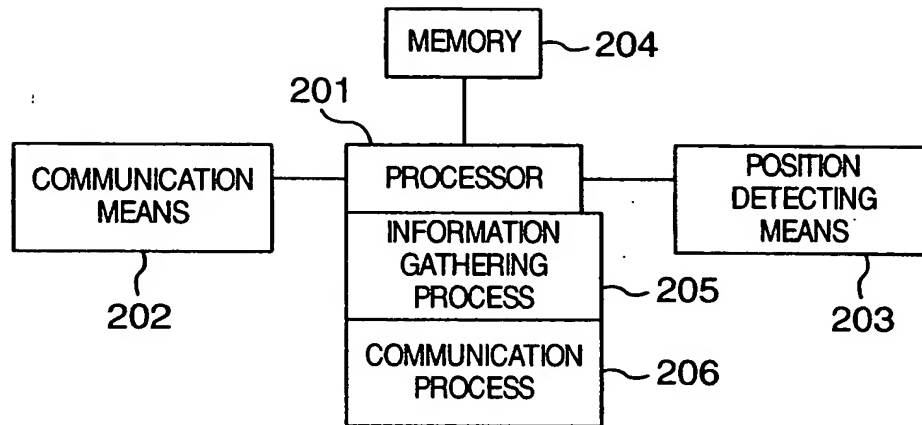 MEMORY
204
201
COMMUNICATION
MEANS
PROCESSOR
POSITION
DETECTING
MEANS
202
INFORMATION
GATHERING
PROCESS
205
203
COMMUNICATION
PROCESS
206